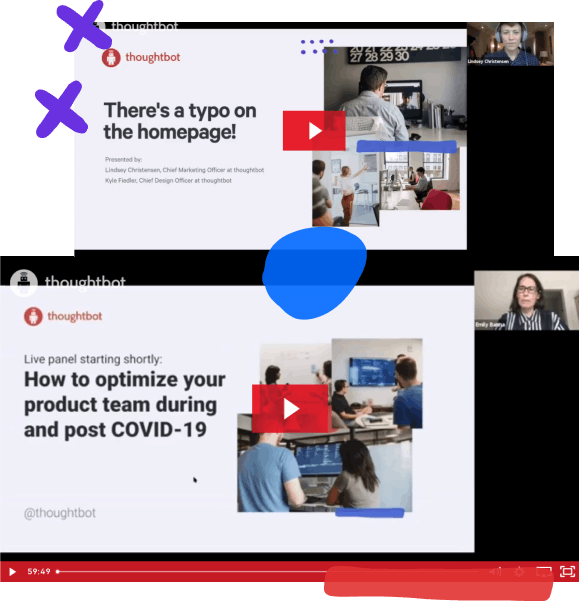 thoughtbot
thoughtbot
There's a typo on
the homepage!
Presented by:
Lindsey Christensen, Chief Marketing Officer at thoughtbot
Kyle Fiedler, Chief Design Officer at thoughtbot
27 28 29 30
Lindsey Christensen
thoughtbot
thoughtbot
Live panel starting shortly:
How to optimize your
product team during
and post COVID-19
@thoughtbot
59:49